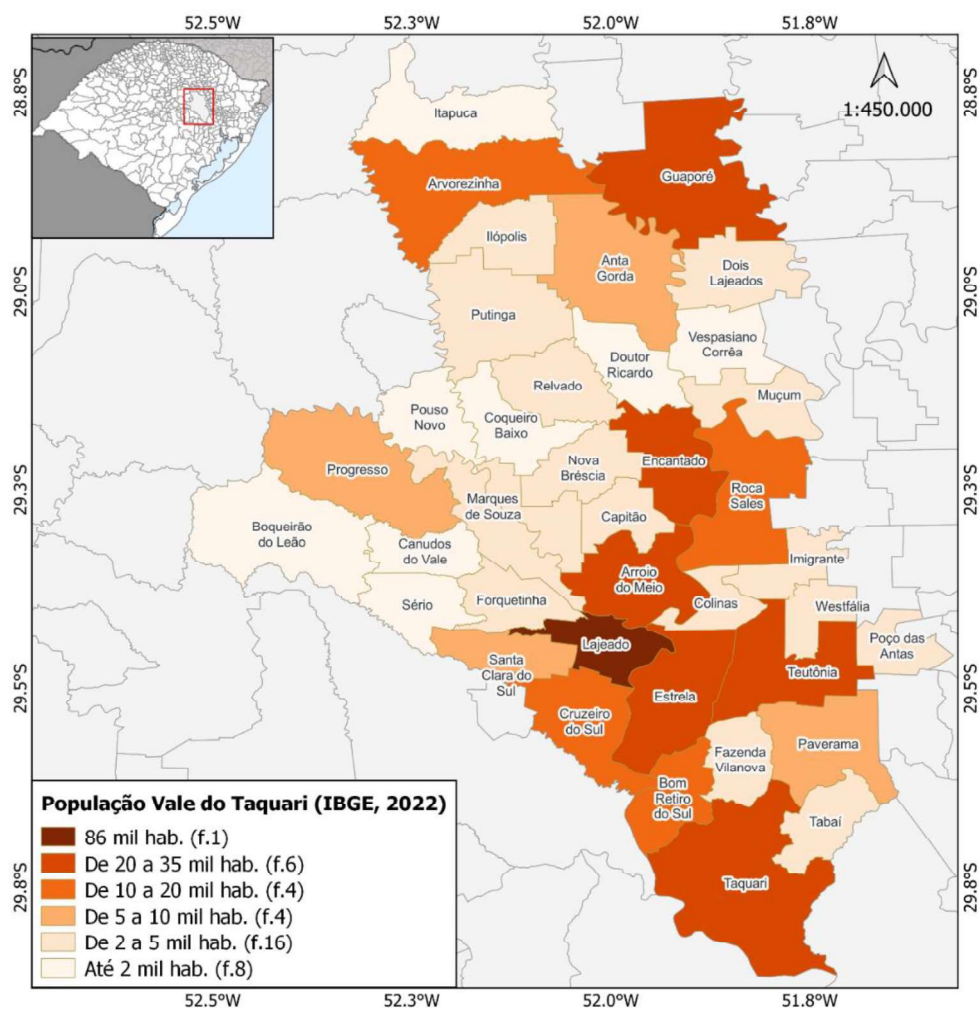 52.5°W 52.3°W 52.0°W 51.8°W
28.8°S 28.8°S
1:450.000
Itapuca
Guaporé
Arvorezinha
Ilópolis
Anta
Gorda
Dois
Lajeados
29.0°S 29.0°S
Putinga
Vespasiano
Corrêa
Doutor
Ricardo
Relvado
Muçum
Pouso
Novo
Coqueiro
Baixo
Nova
Bréscia
Encantado
Progresso
29.3°S 29.3°S
Roca
Sales
Marques
de Souza
Capitão
Boqueirão
do Leão
Canudos
do Vale
Imigrante
Arroio
do Meio
Sério
Forquetinha
Colinas
Westfália
Poço das
Antas
Lajeado
Santa
Clara do
Sul
Teutônia
29.5°S 29.5°S
Estrela
Cruzeiro
do Sul
Fazenda
Vilanova
Paverama
Bom
Retiro
do Sul
Tabaí
Taquari
29.8°S 29.8°S
População Vale do Taquari (IBGE, 2022)
86 mil hab. (f.1)
De 20 a 35 mil hab. (f.6)
De 10 a 20 mil hab. (f.4)
De 5 a 10 mil hab. (f.4)
De 2 a 5 mil hab. (f.16)
Até 2 mil hab. (f.8)
52.5°W 52.3°W 52.0°W 51.8°W